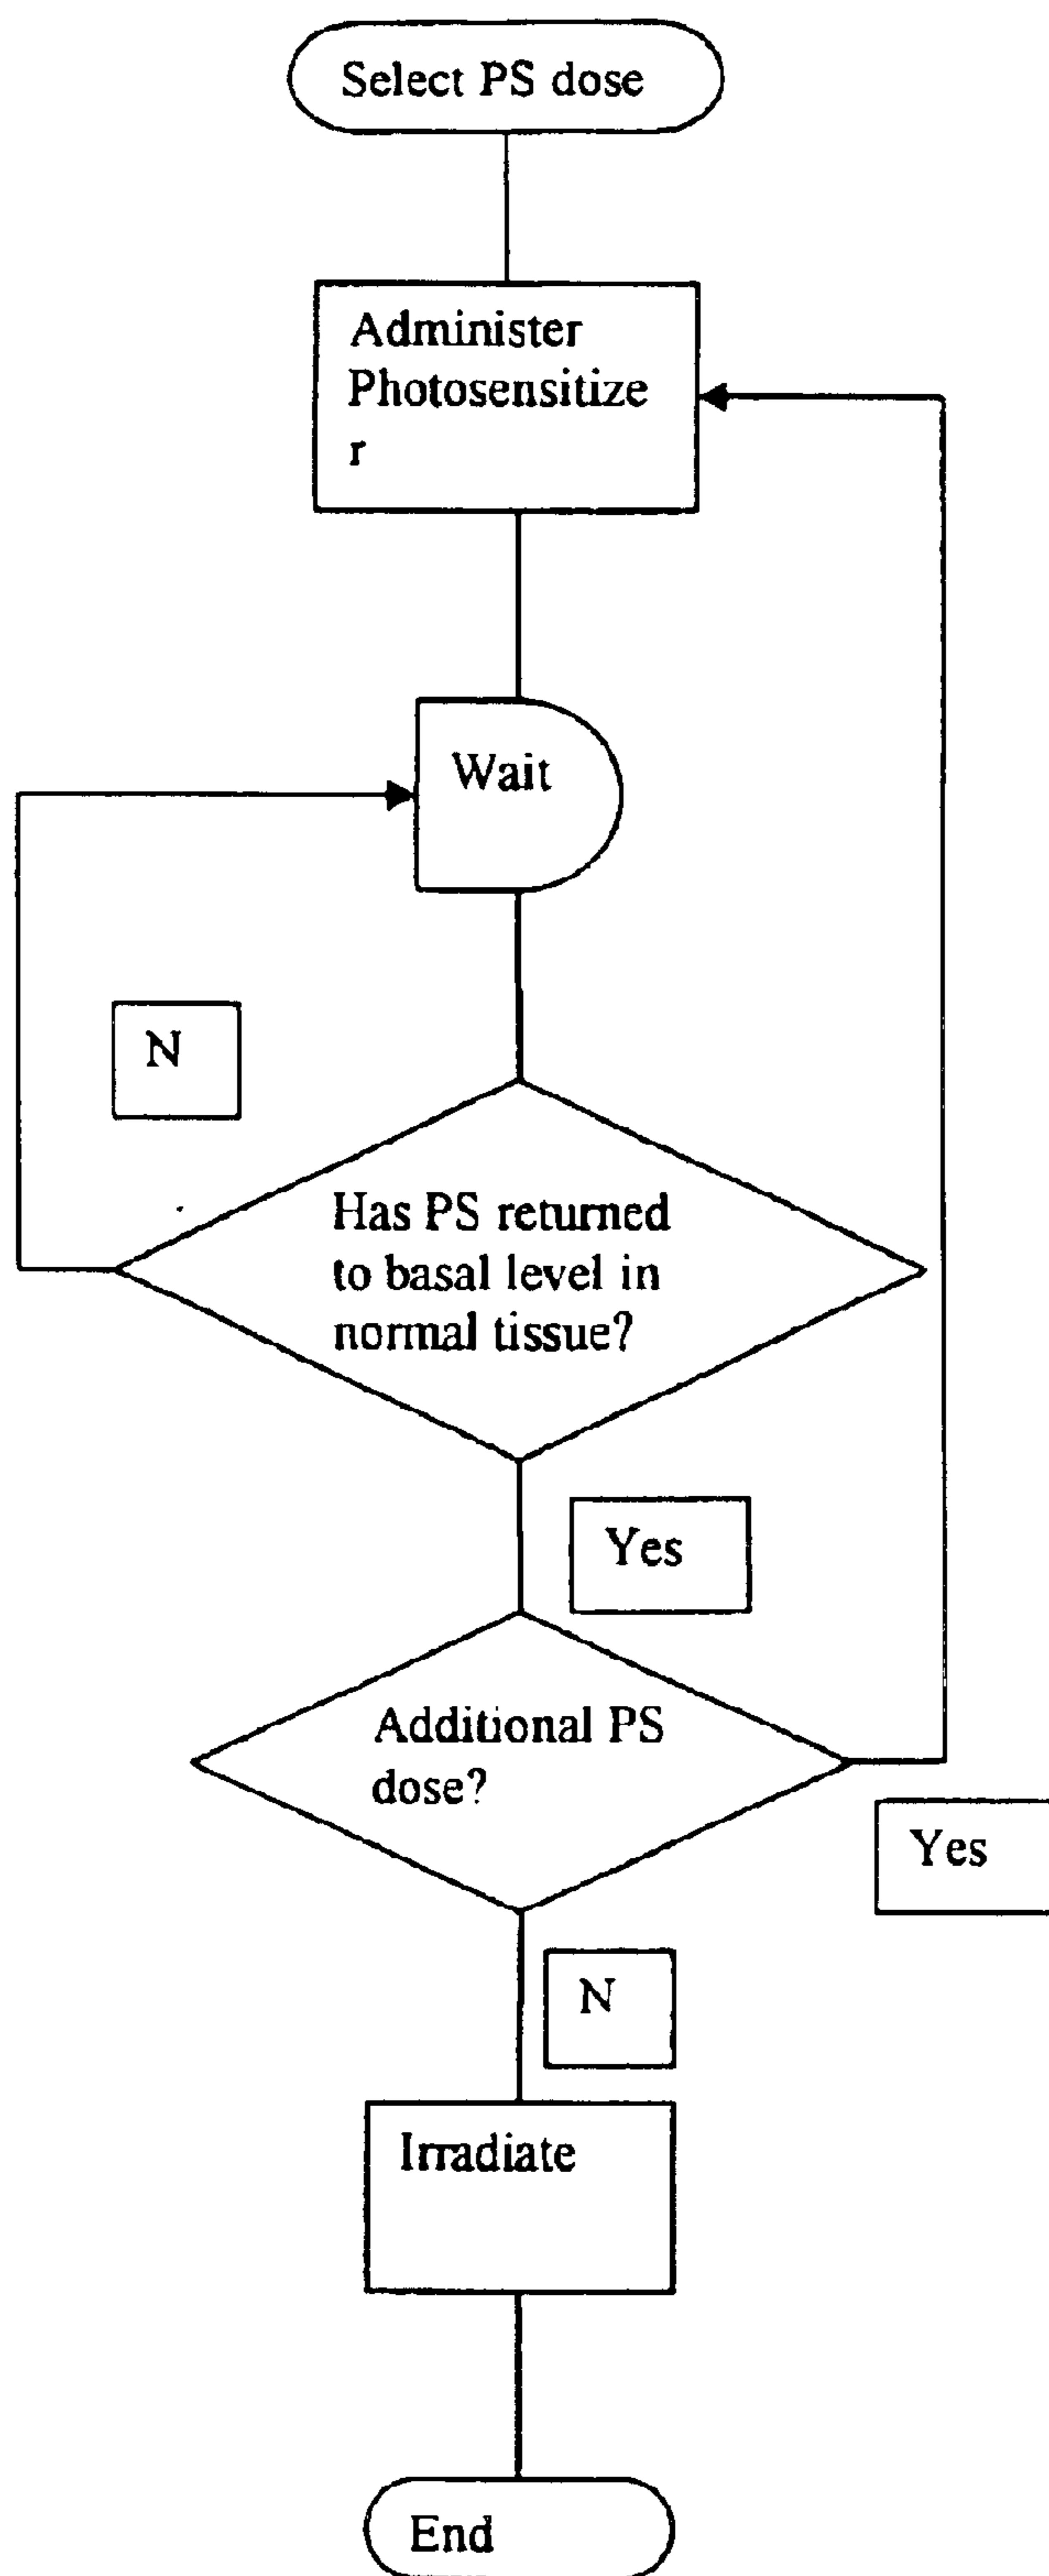 Select PS dose
Administer
Photosensitize
r
Wait
N
Has PS returned
to basal level in
normal tissue?
Yes
Additional PS
dose?
Yes
N
Irradiate
End